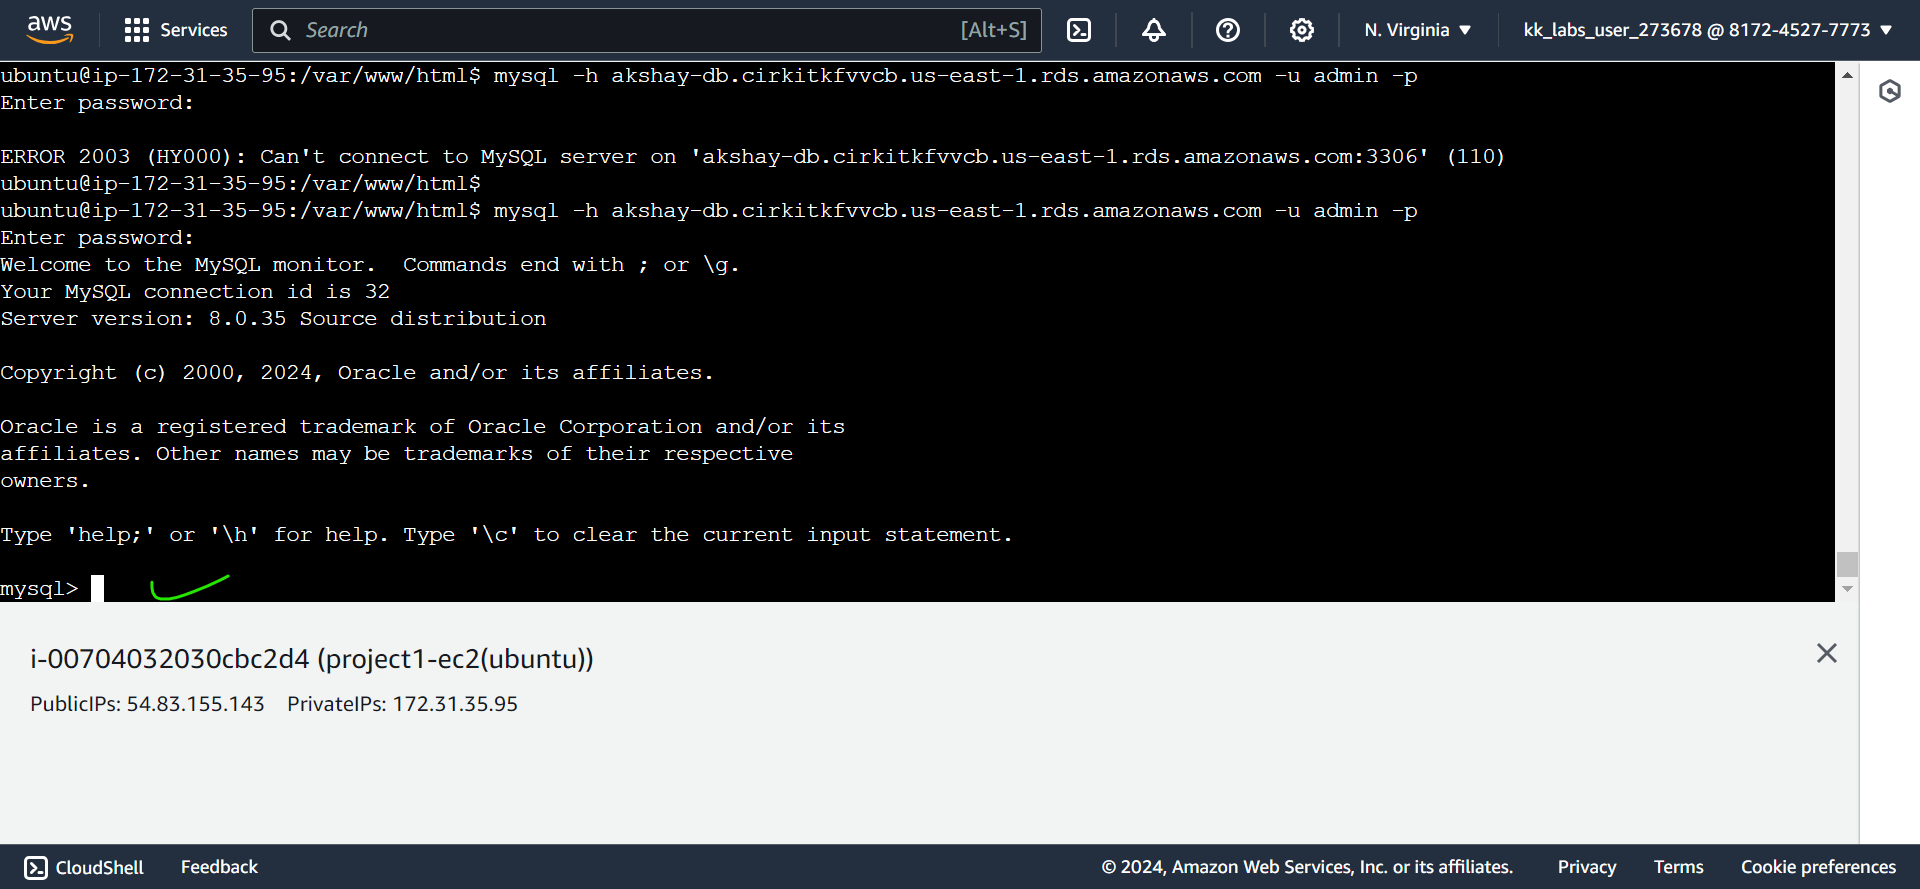 aws
Services
Search
[Alt+S]
N. Virginia
kk_labs_user_273678 @ 8172-4527-7773
ubuntu@ip-172-31-35-95:/var/www/html$ mysql -h akshay-db.cirkitkfvvcb.us-east-1.rds.amazonaws.com -u admin -p
Enter password:
ERROR 2003 (HY000): Can't connect to MySQL server on 'akshay-db.cirkitkfvvcb.us-east-1.rds.amazonaws.com:3306' (110)
ubuntu@ip-172-31-35-95:/var/www/html$
ubuntu@ip-172-31-35-95:/var/www/html$ mysql -h akshay-db.cirkitkfvvcb.us-east-1.rds.amazonaws.com -u admin -p
Enter password:
Welcome to the MySQL monitor.  Commands end with ; or \g.
Your MySQL connection id is 32
Server version: 8.0.35 Source distribution
Copyright (c) 2000, 2024, Oracle and/or its affiliates.
Oracle is a registered trademark of Oracle Corporation and/or its
affiliates. Other names may be trademarks of their respective
owners.
Type 'help;' or '\h' for help. Type '\c' to clear the current input statement.
mysql>
i-00704032030cbc2d4 (project1-ec2(ubuntu))
PublicIPs: 54.83.155.143 PrivateIPs: 172.31.35.95
CloudShell
Feedback
© 2024, Amazon Web Services, Inc. or its affiliates.
Privacy
Terms
Cookie preferences